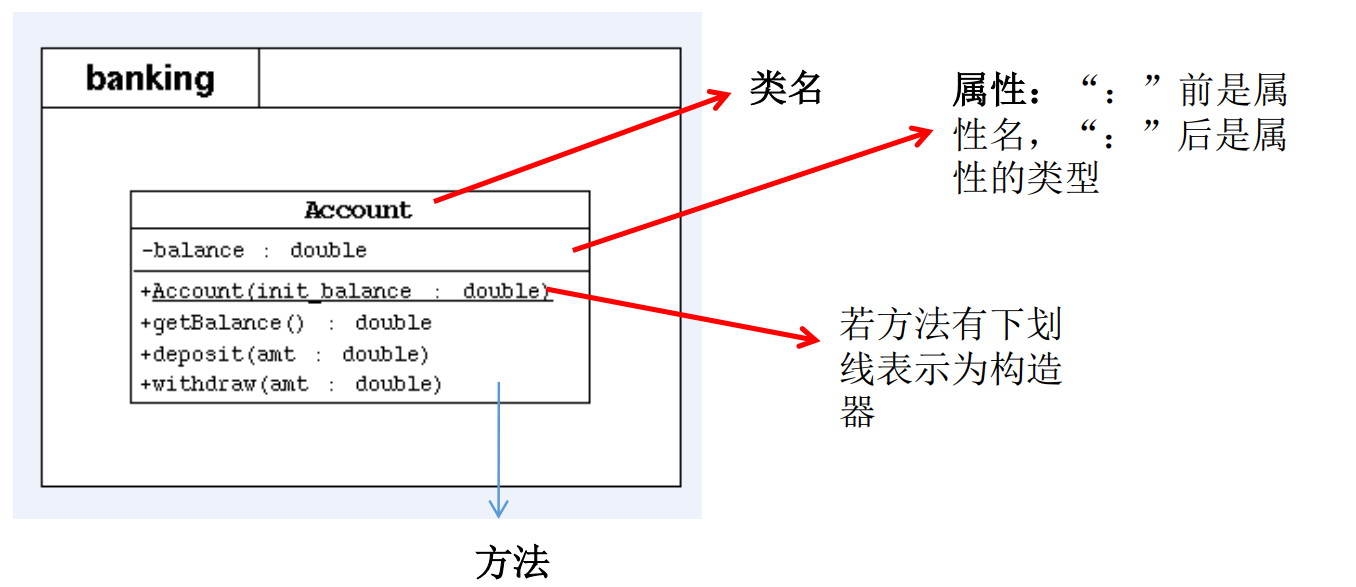 banking
类名
属性：“：”前是属
性名，“：”后是属
性的类型
Account
-balance : double
+Account(init_balance : double)
+getBalance() : double
+deposit(amt : double)
+withdraw(amt : double)
若方法有下划
线表示为构造
器
方法